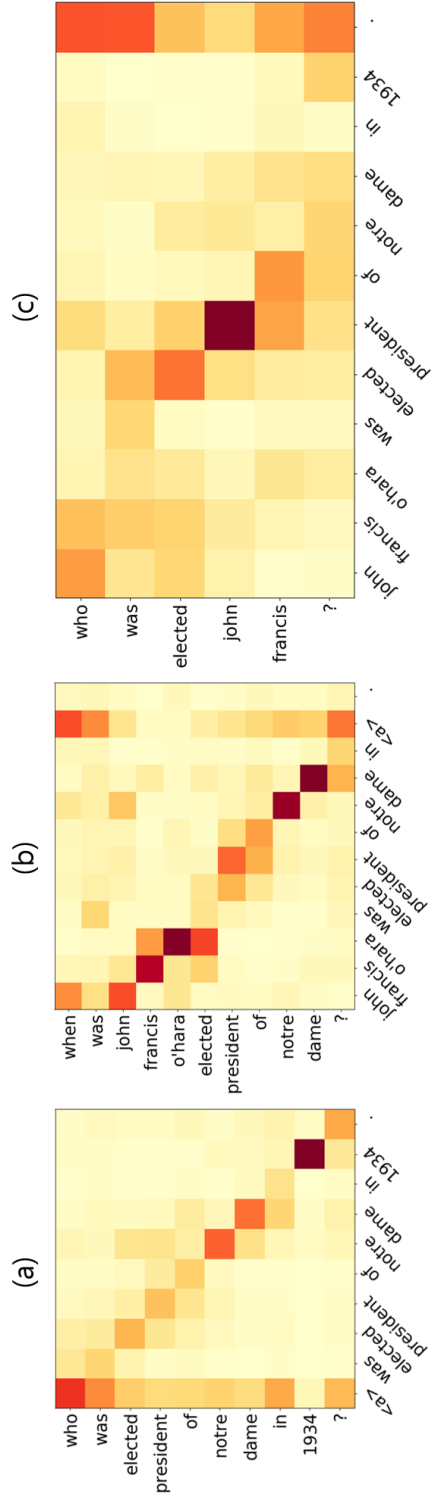 (a)
who
was
elected
president
of
notre
dame
in
1934
?
<a>
was
elected
president
of
notre
dame
in
1934
.
(b)
when
was
john
francis
o'hara
elected
president
of
notre
dame
?
john
francis
o'hara
was
elected
president
of
notre
dame
in
<a>
.
(c)
who
was
elected
john
francis
?
john
francis
o'hara
was
elected
president
of
notre
dame
in
1934
.